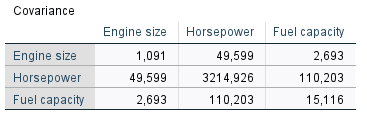 Covariance
Engine size Horsepower Fuel capacity
Engine size 1,091 49,599 2,693
Horsepower 49,599 3214,926 110,203
Fuel capacity 2,693 110,203 15,116